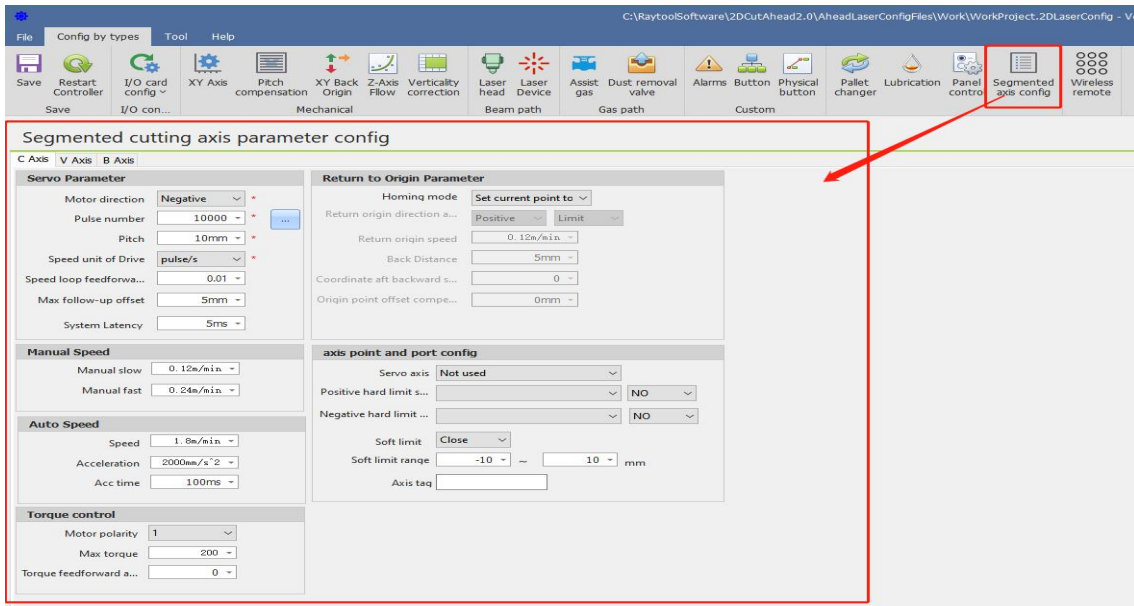 C:\RaytoolSoftware\2DCutAhead2.0\AheadLaserConfigFiles\Work\WorkProject.2DLaserConfig - V
File Config by types Tool Help
Save Restart Controller I/O card config XY Axis Pitch compensation XY Back Origin Z-Axis Fllow Verticality correction Laser head Laser Device Assist gas Dust removal valve Alarms Button Physical button Pallet changer Lubrication Panel contro Segmented axis config Wireless remote
Save I/O con... Mechanical Beam path Gas path Custom
Segmented cutting axis parameter config
C Axis V Axis B Axis
Servo Parameter
Motor direction Negative *
Pulse number 10000 * ...
Pitch 10mm *
Speed unit of Drive pulse/s *
Speed loop feedforwa... 0.01
Max follow-up offset 5mm
System Latency 5ms
Manual Speed
Manual slow 0.12m/min
Manual fast 0.24m/min
Auto Speed
Speed 1.8m/min
Acceleration 2000mm/s^2
Acc time 100ms
Torque control
Motor polarity 1
Max torque 200
Torque feedforward a... 0
Return to Origin Parameter
Homing mode Set current point to
Return origin direction a... Positive Limit
Return origin speed 0.12m/min
Back Distance 5mm
Coordinate aft backward s... 0
Origin point offset compe... 0mm
axis point and port config
Servo axis Not used
Positive hard limit s... NO
Negative hard limit ... NO
Soft limit Close
Soft limit range -10 ~ 10 mm
Axis tag